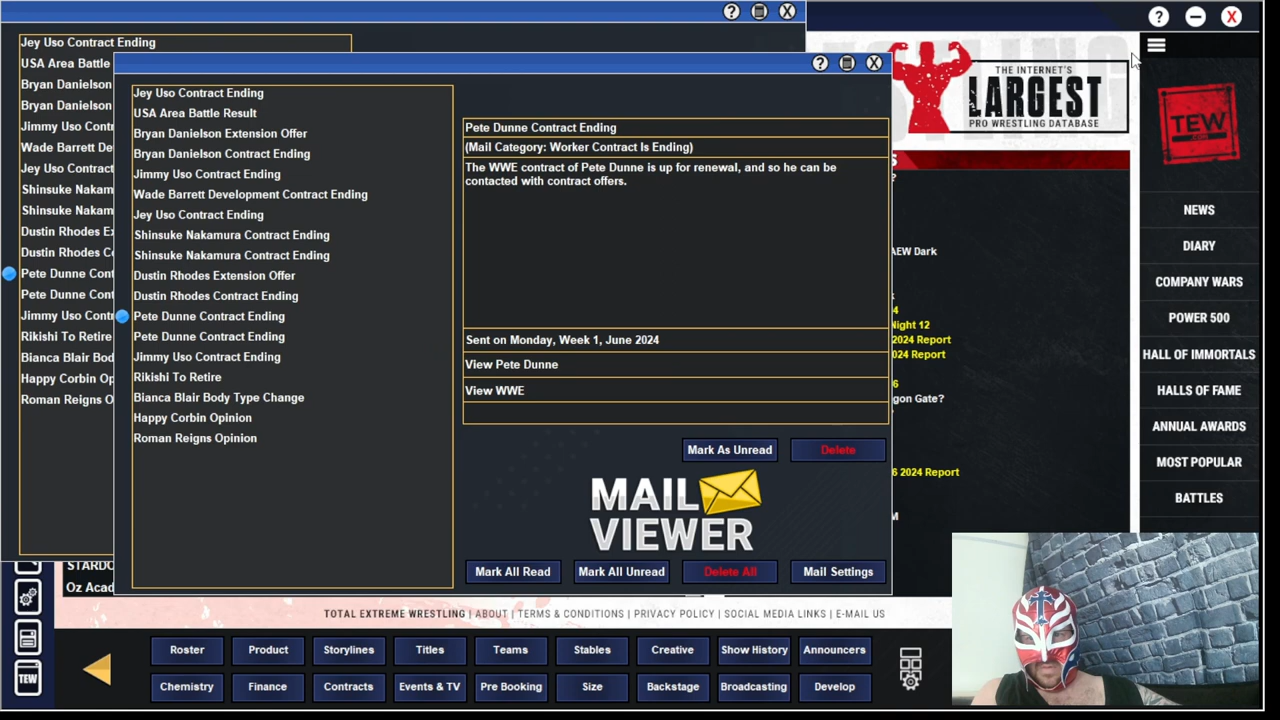 Jey Uso Contract Ending
USA Area Battle
Bryan Danielson
Bryan Danielson
Jimmy Uso Contr
Wade Barrett De
Jey Uso Contract
Shinsuke Nakam
Shinsuke Nakam
Dustin Rhodes Ex
Dustin Rhodes Co
Pete Dunne Cont
Pete Dunne Cont
Jimmy Uso Contr
Rikishi To Retire
Bianca Blair Bod
Happy Corbin Op
Roman Reigns O
Jey Uso Contract Ending
USA Area Battle Result
Bryan Danielson Extension Offer
Bryan Danielson Contract Ending
Jimmy Uso Contract Ending
Wade Barrett Development Contract Ending
Jey Uso Contract Ending
Shinsuke Nakamura Contract Ending
Shinsuke Nakamura Contract Ending
Dustin Rhodes Extension Offer
Dustin Rhodes Contract Ending
Pete Dunne Contract Ending
Pete Dunne Contract Ending
Jimmy Uso Contract Ending
Rikishi To Retire
Bianca Blair Body Type Change
Happy Corbin Opinion
Roman Reigns Opinion
Pete Dunne Contract Ending
(Mail Category: Worker Contract Is Ending)
The WWE contract of Pete Dunne is up for renewal, and so he can be
contacted with contract offers.
Sent on Monday, Week 1, June 2024
View Pete Dunne
View WWE
Mark As Unread
Delete
MAIL
VIEWER
Mark All Read
Mark All Unread
Delete All
Mail Settings
THE INTERNET'S
LARGEST
PRO WRESTLING DATABASE
AEW Dark
Night 12
2024 Report
024 Report
gon Gate?
6 2024 Report
TEW
.COM
NEWS
DIARY
COMPANY WARS
POWER 500
HALL OF IMMORTALS
HALLS OF FAME
ANNUAL AWARDS
MOST POPULAR
BATTLES
STARDO
Oz Acad
TOTAL EXTREME WRESTLING | ABOUT | TERMS & CONDITIONS | PRIVACY POLICY | SOCIAL MEDIA LINKS | E-MAIL US
TEW
Roster
Product
Storylines
Titles
Teams
Stables
Creative
Show History
Announcers
Chemistry
Finance
Contracts
Events & TV
Pre Booking
Size
Backstage
Broadcasting
Develop